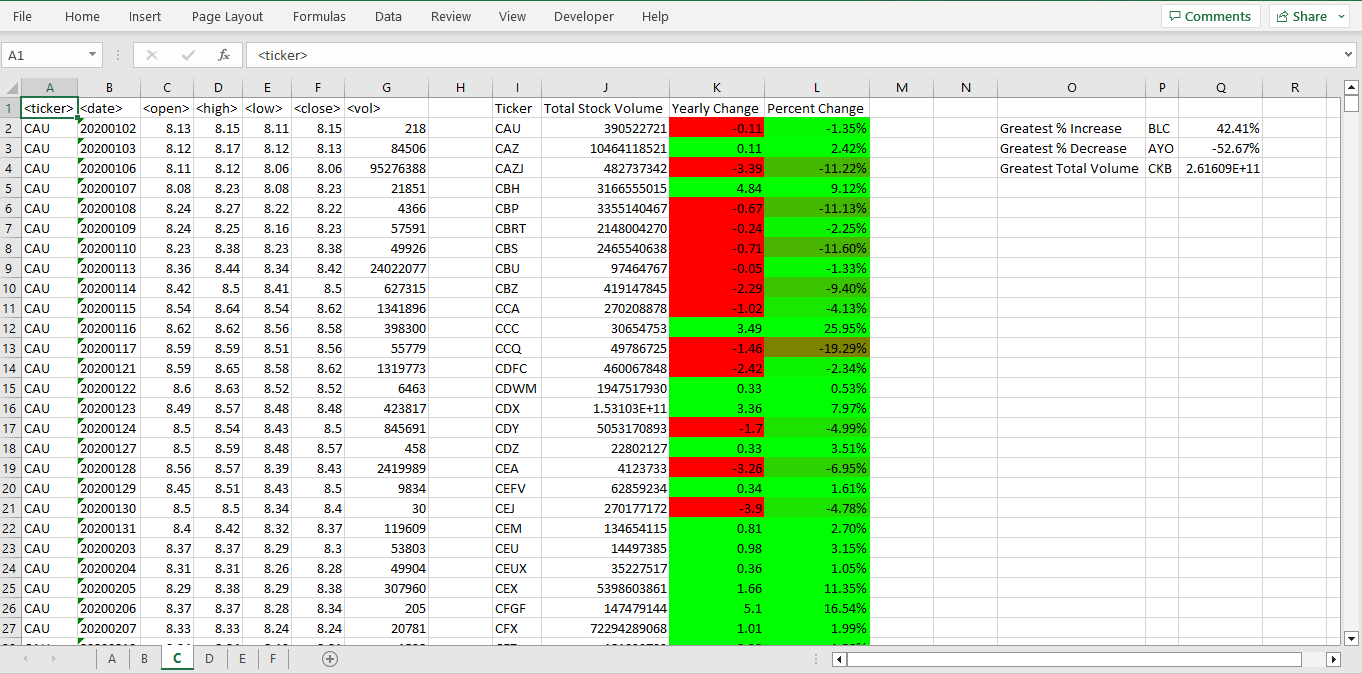 File Home Insert Page Layout Formulas Data Review View Developer Help Comments Share
A1 fx <ticker>
A B C D E F G H I J K L M N O P Q R
1 <ticker> <date> <open> <high> <low> <close> <vol> Ticker Total Stock Volume Yearly Change Percent Change
2 CAU 20200102 8.13 8.15 8.11 8.15 218 CAU 390522721 -0.11 -1.35% Greatest % Increase BLC 42.41%
3 CAU 20200103 8.12 8.17 8.12 8.13 84506 CAZ 10464118521 0.11 2.42% Greatest % Decrease AYO -52.67%
4 CAU 20200106 8.11 8.12 8.06 8.06 95276388 CAZJ 482737342 -3.39 -11.22% Greatest Total Volume CKB 2.61609E+11
5 CAU 20200107 8.08 8.23 8.08 8.23 21851 CBH 3166555015 4.84 9.12%
6 CAU 20200108 8.24 8.27 8.22 8.22 4366 CBP 3355140467 -0.67 -11.13%
7 CAU 20200109 8.24 8.25 8.16 8.23 57591 CBRT 2148004270 -0.24 -2.25%
8 CAU 20200110 8.23 8.38 8.23 8.38 49926 CBS 2465540638 -0.71 -11.60%
9 CAU 20200113 8.36 8.44 8.34 8.42 24022077 CBU 97464767 -0.05 -1.33%
10 CAU 20200114 8.42 8.5 8.41 8.5 627315 CBZ 419147845 -2.29 -9.40%
11 CAU 20200115 8.54 8.64 8.54 8.62 1341896 CCA 270208878 -1.02 -4.13%
12 CAU 20200116 8.62 8.62 8.56 8.58 398300 CCC 30654753 3.49 25.95%
13 CAU 20200117 8.59 8.59 8.51 8.56 55779 CCQ 49786725 -1.46 -19.29%
14 CAU 20200121 8.59 8.65 8.58 8.62 1319773 CDFC 460067848 -2.42 -2.34%
15 CAU 20200122 8.6 8.63 8.52 8.52 6463 CDWM 1947517930 0.33 0.53%
16 CAU 20200123 8.49 8.57 8.48 8.48 423817 CDX 1.53103E+11 3.36 7.97%
17 CAU 20200124 8.5 8.54 8.43 8.5 845691 CDY 5053170893 -1.7 -4.99%
18 CAU 20200127 8.5 8.59 8.48 8.57 458 CDZ 22802127 0.33 3.51%
19 CAU 20200128 8.56 8.57 8.39 8.43 2419989 CEA 4123733 -3.26 -6.95%
20 CAU 20200129 8.45 8.51 8.43 8.5 9834 CEFV 62859234 0.34 1.61%
21 CAU 20200130 8.5 8.5 8.34 8.4 30 CEJ 270177172 -3.9 -4.78%
22 CAU 20200131 8.4 8.42 8.32 8.37 119609 CEM 134654115 0.81 2.70%
23 CAU 20200203 8.37 8.37 8.29 8.3 53803 CEU 14497385 0.98 3.15%
24 CAU 20200204 8.31 8.31 8.26 8.28 49904 CEUX 35227517 0.36 1.05%
25 CAU 20200205 8.29 8.38 8.29 8.38 307960 CEX 5398603861 1.66 11.35%
26 CAU 20200206 8.37 8.37 8.28 8.34 205 CFGF 147479144 5.1 16.54%
27 CAU 20200207 8.33 8.33 8.24 8.24 20781 CFX 72294289068 1.01 1.99%
A B C D E F